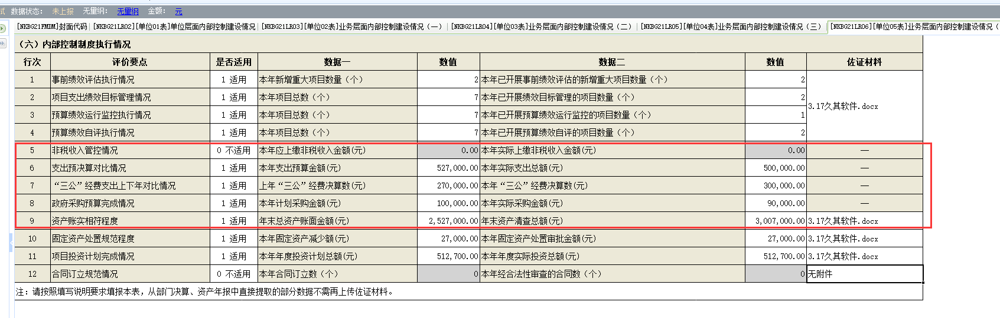 试 数据状态： 未上报 无量纲： 无量纲 金额： 元
[NKBG21FMDM]封面代码 [NKBG21LR02][单位01表]单位层面内部控制建设情况 [NKBG21LR03][单位02表]业务层面内部控制建设情况（一） [NKBG21LR04][单位03表]业务层面内部控制建设情况（二） [NKBG21LR05][单位04表]业务层面内部控制建设情况（三） [NKBG21LR06][单位05表]业务层面内部控制建设情况（
（六）内部控制制度执行情况
行次 评价要点 是否适用 数据一 数值 数据二 数值 佐证材料
1 事前绩效评估执行情况 1 适用 本年新增重大项目数量（个） 2 本年已开展事前绩效评估的新增重大项目数量（个） 2
2 项目支出绩效目标管理情况 1 适用 本年项目总数（个） 7 本年已开展绩效目标管理的项目数量（个） 2
3.17久其软件.docx
3 预算绩效运行监控执行情况 1 适用 本年项目总数（个） 7 本年已开展预算绩效运行监控的项目数量（个） 1
4 预算绩效自评执行情况 1 适用 本年项目总数（个） 7 本年已开展预算绩效自评的项目数量（个） 2
5 非税收入管控情况 0 不适用 本年应上缴非税收入金额(元) 0.00 本年实际上缴非税收入金额(元) 0.00 —
6 支出预决算对比情况 1 适用 本年支出预算金额(元) 527,000.00 本年实际支出总额(元) 500,000.00 —
7 “三公”经费支出上下年对比情况 1 适用 上年“三公”经费决算数(元) 270,000.00 本年“三公”经费决算数(元) 300,000.00 —
8 政府采购预算完成情况 1 适用 本年计划采购金额(元) 100,000.00 本年实际采购金额(元) 90,000.00 —
9 资产账实相符程度 1 适用 年末总资产账面金额(元) 2,527,000.00 年末资产清查总额(元) 3,007,000.00 3.17久其软件.docx
10 固定资产处置规范程度 1 适用 本年固定资产减少额(元) 27,000.00 本年固定资产处置审批金额(元) 27,000.00 3.17久其软件.docx
11 项目投资计划完成情况 1 适用 本年年度投资计划总额(元) 512,700.00 本年年度实际投资总额(元) 512,700.00 3.17久其软件.docx
12 合同订立规范情况 0 不适用 本年合同订立数（个） 0 本年经合法性审查的合同数（个） 0 无附件
注：请按照填写说明要求填报本表，从部门决算、资产年报中直接提取的部分数据不需再上传佐证材料。